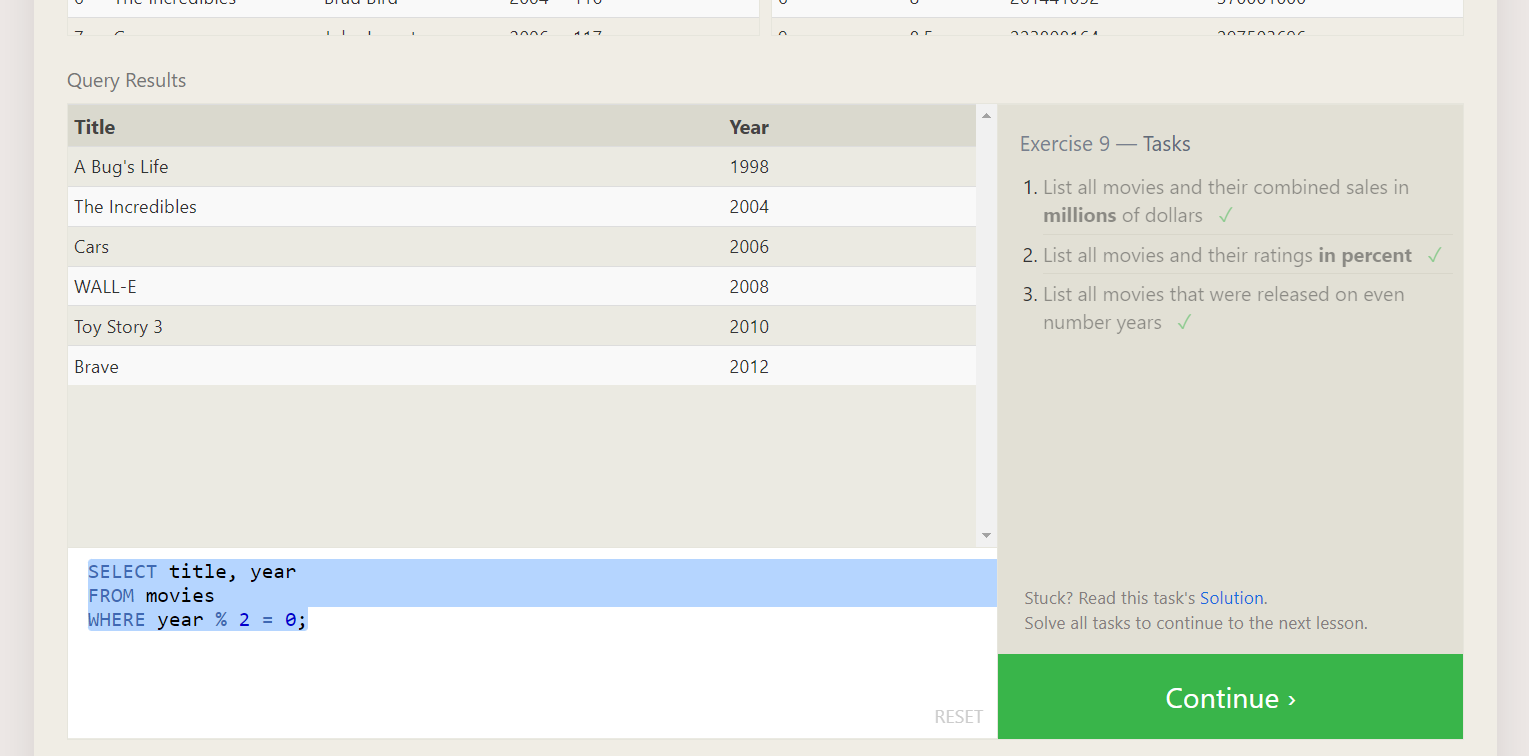 Query Results
Title Year
A Bug's Life 1998
The Incredibles 2004
Cars 2006
WALL-E 2008
Toy Story 3 2010
Brave 2012
SELECT title, year
FROM movies
WHERE year % 2 = 0;
RESET
Exercise 9 — Tasks
1. List all movies and their combined sales in
millions of dollars ✓
2. List all movies and their ratings in percent ✓
3. List all movies that were released on even
number years ✓
Stuck? Read this task's Solution.
Solve all tasks to continue to the next lesson.
Continue ›